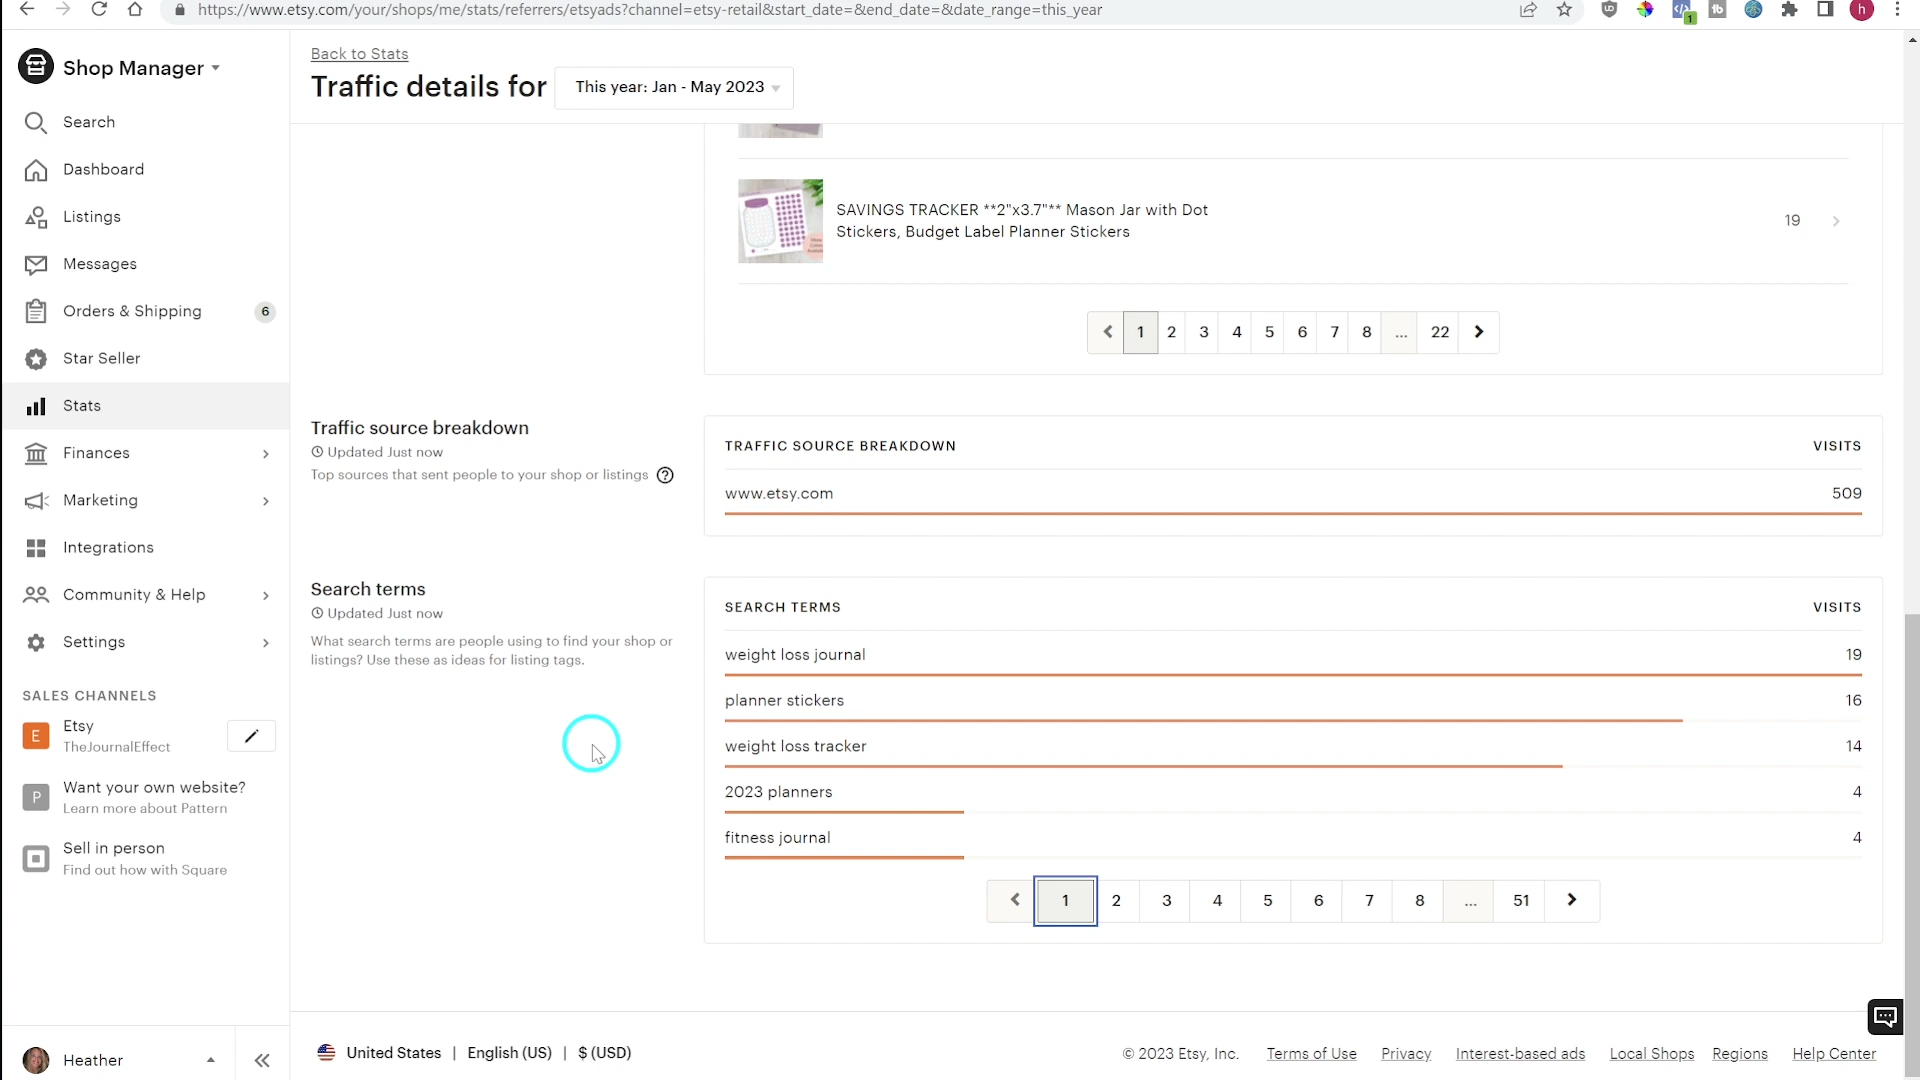 https://www.etsy.com/your/shops/me/stats/referrers/etsyads?channel=etsy-retail&start_date=&end_date=&date_range=this_year
1
h
Shop Manager
Search
Dashboard
Listings
Messages
Orders & Shipping 6
Star Seller
Stats
Finances
Marketing
Integrations
Community & Help
Settings
SALES CHANNELS
E
Etsy
TheJournalEffect
P
Want your own website?
Learn more about Pattern
Sell in person
Find out how with Square
Heather
Back to Stats
Traffic details for This year: Jan - May 2023
SAVINGS TRACKER **2"x3.7"** Mason Jar with Dot
Stickers, Budget Label Planner Stickers
19
1 2 3 4 5 6 7 8 ... 22
Traffic source breakdown
Updated Just now
Top sources that sent people to your shop or listings ?
TRAFFIC SOURCE BREAKDOWN VISITS
www.etsy.com 509
Search terms
Updated Just now
What search terms are people using to find your shop or
listings? Use these as ideas for listing tags.
SEARCH TERMS VISITS
weight loss journal 19
planner stickers 16
weight loss tracker 14
2023 planners 4
fitness journal 4
1 2 3 4 5 6 7 8 ... 51
United States | English (US) | $ (USD)
© 2023 Etsy, Inc. Terms of Use Privacy Interest-based ads Local Shops Regions Help Center